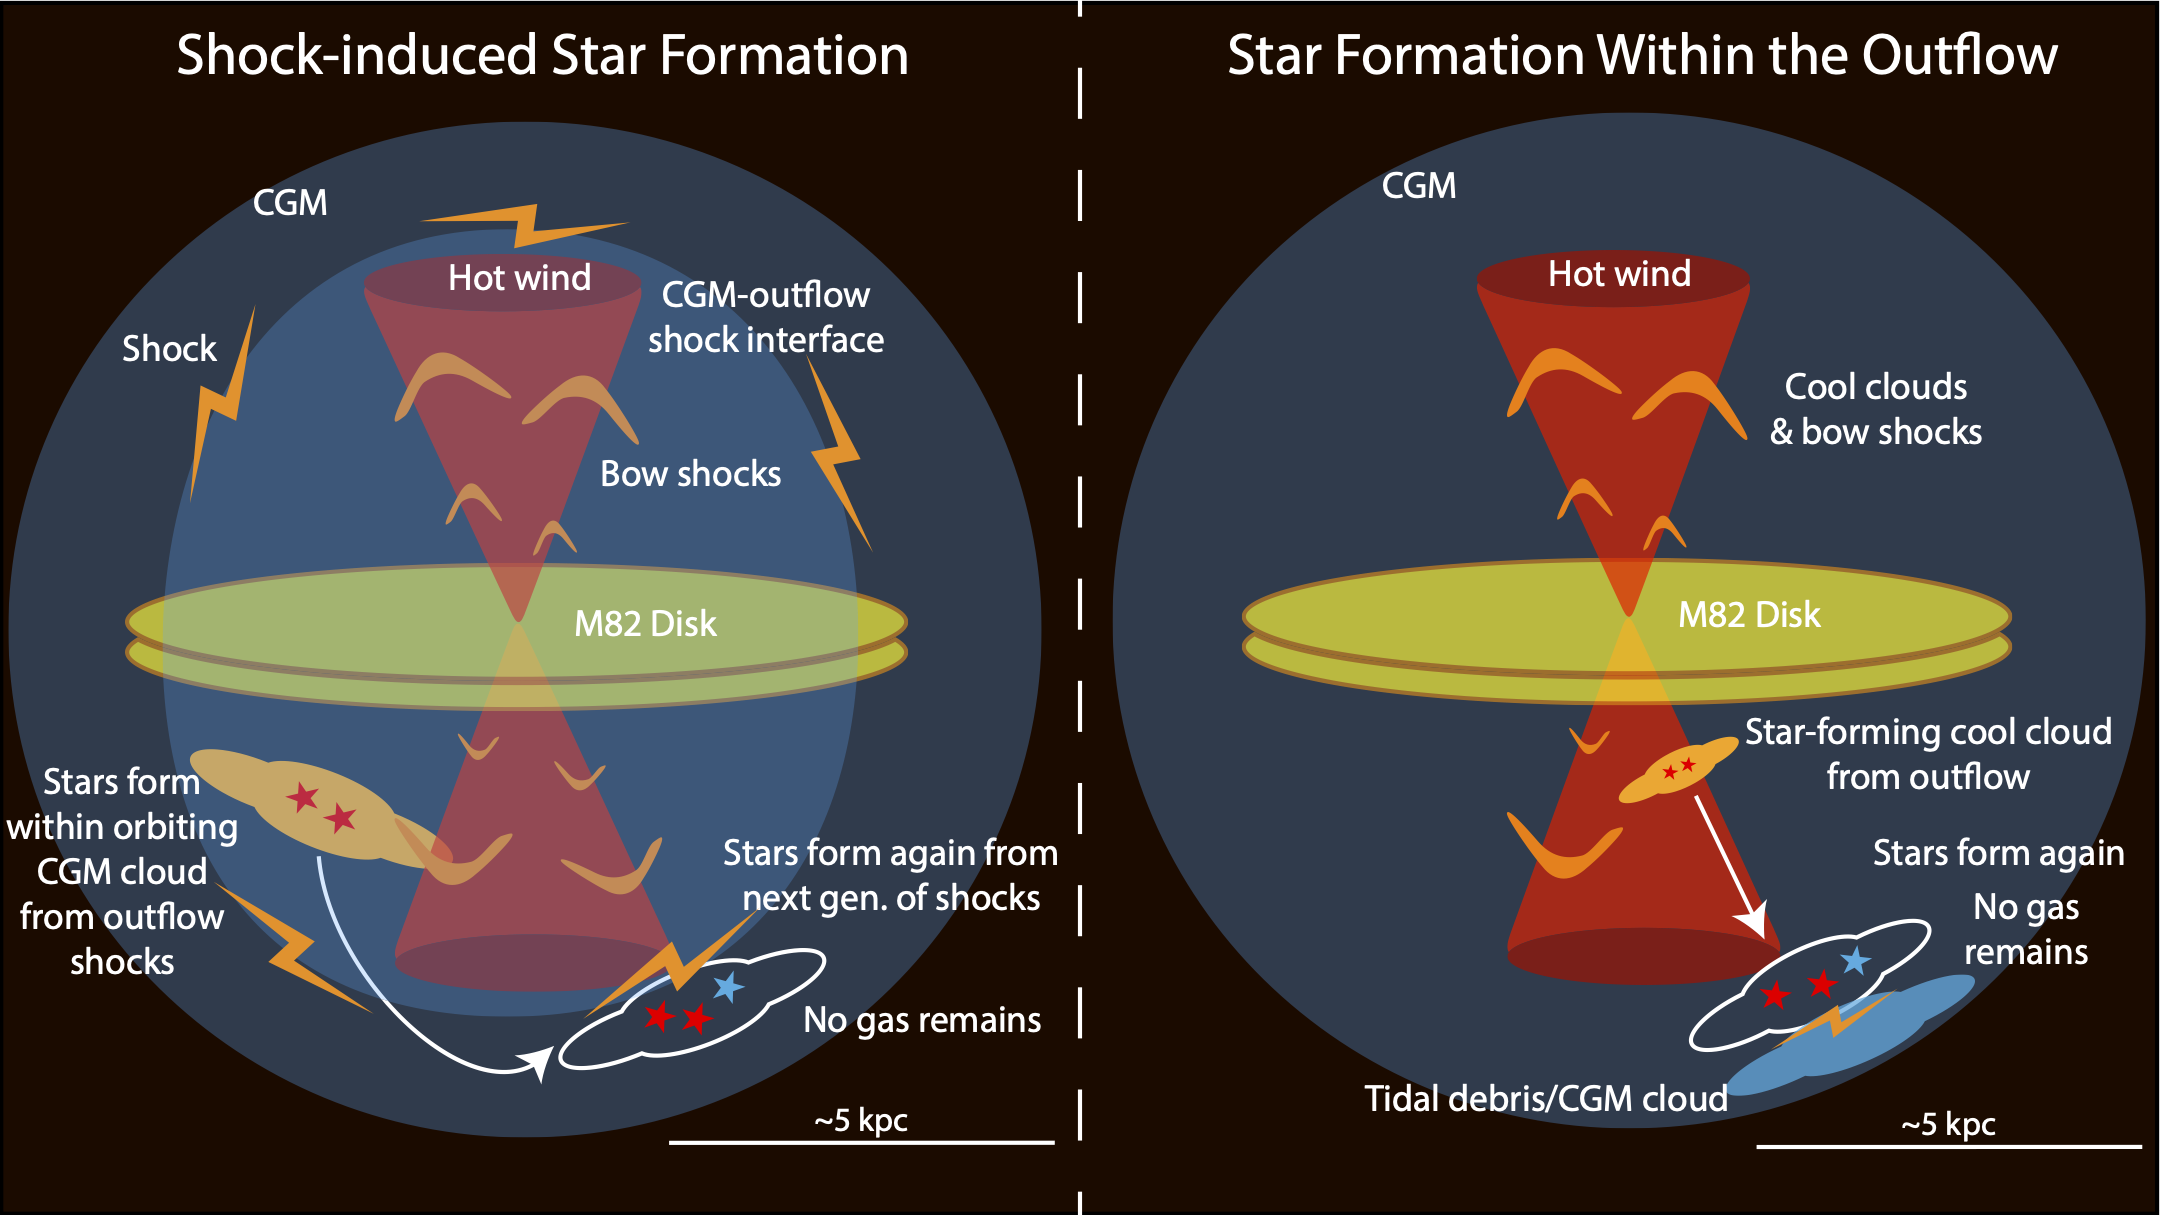 Shock-induced Star Formation
CGM
Hot wind
CGM-outflow
shock interface
Shock
Bow shocks
M82 Disk
Stars form
within orbiting
CGM cloud
from outflow
shocks
Stars form again from
next gen. of shocks
No gas remains
~5 kpc
Star Formation Within the Outflow
CGM
Hot wind
Cool clouds
& bow shocks
M82 Disk
Star-forming cool cloud
from outflow
Stars form again
No gas
remains
Tidal debris/CGM cloud
~5 kpc